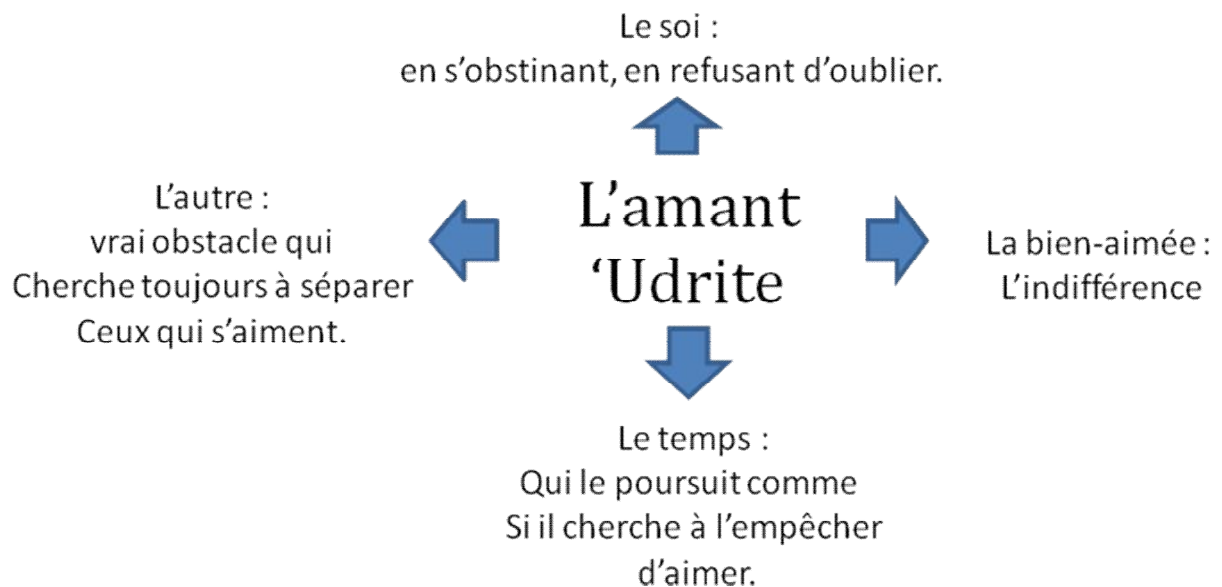 Le soi :
en s’obstinant, en refusant d’oublier.
L’autre :
vrai obstacle qui
Cherche toujours à séparer
Ceux qui s’aiment.
L’amant
‘Udrite
La bien-aimée :
L’indifférence
Le temps :
Qui le poursuit comme
Si il cherche à l’empêcher
d’aimer.